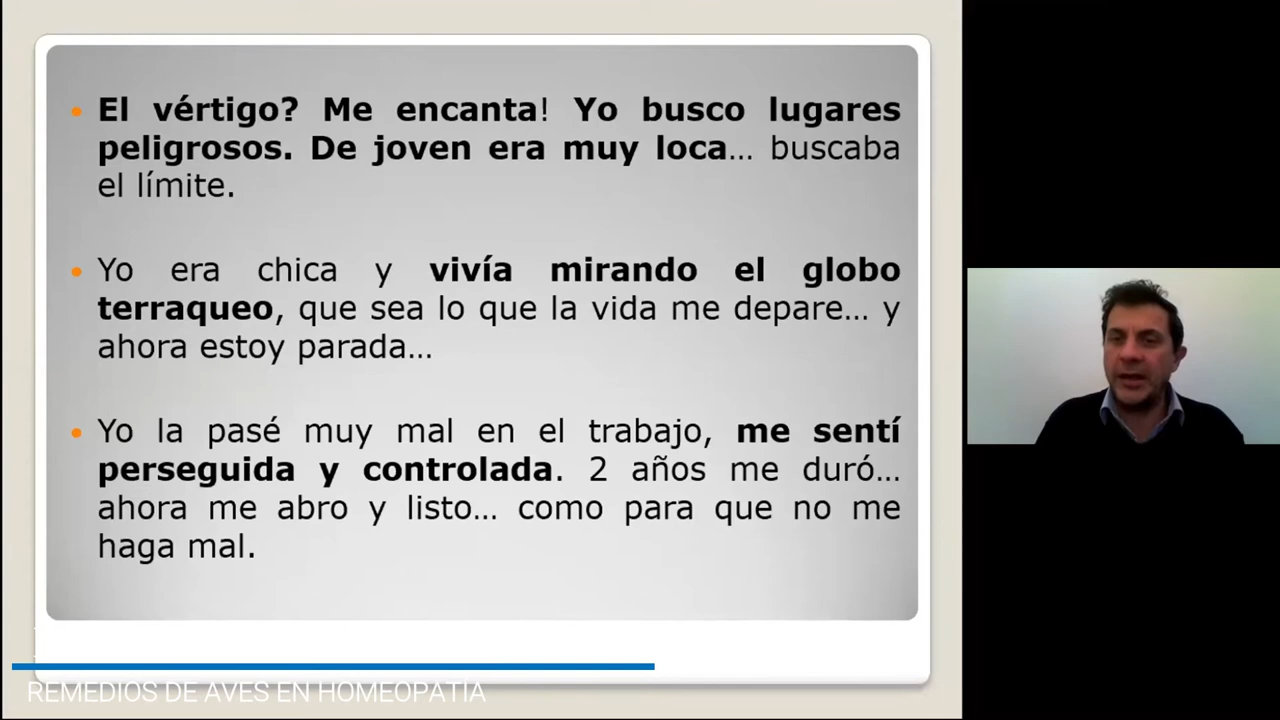 El vértigo? Me encanta! Yo busco lugares
peligrosos. De joven era muy loca… buscaba
el límite.
Yo era chica y vivía mirando el globo
terraqueo, que sea lo que la vida me depare… y
ahora estoy parada…
Yo la pasé muy mal en el trabajo, me sentí
perseguida y controlada. 2 años me duró…
ahora me abro y listo… como para que no me
haga mal.
REMEDIOS DE AVES EN HOMEOPATÍA